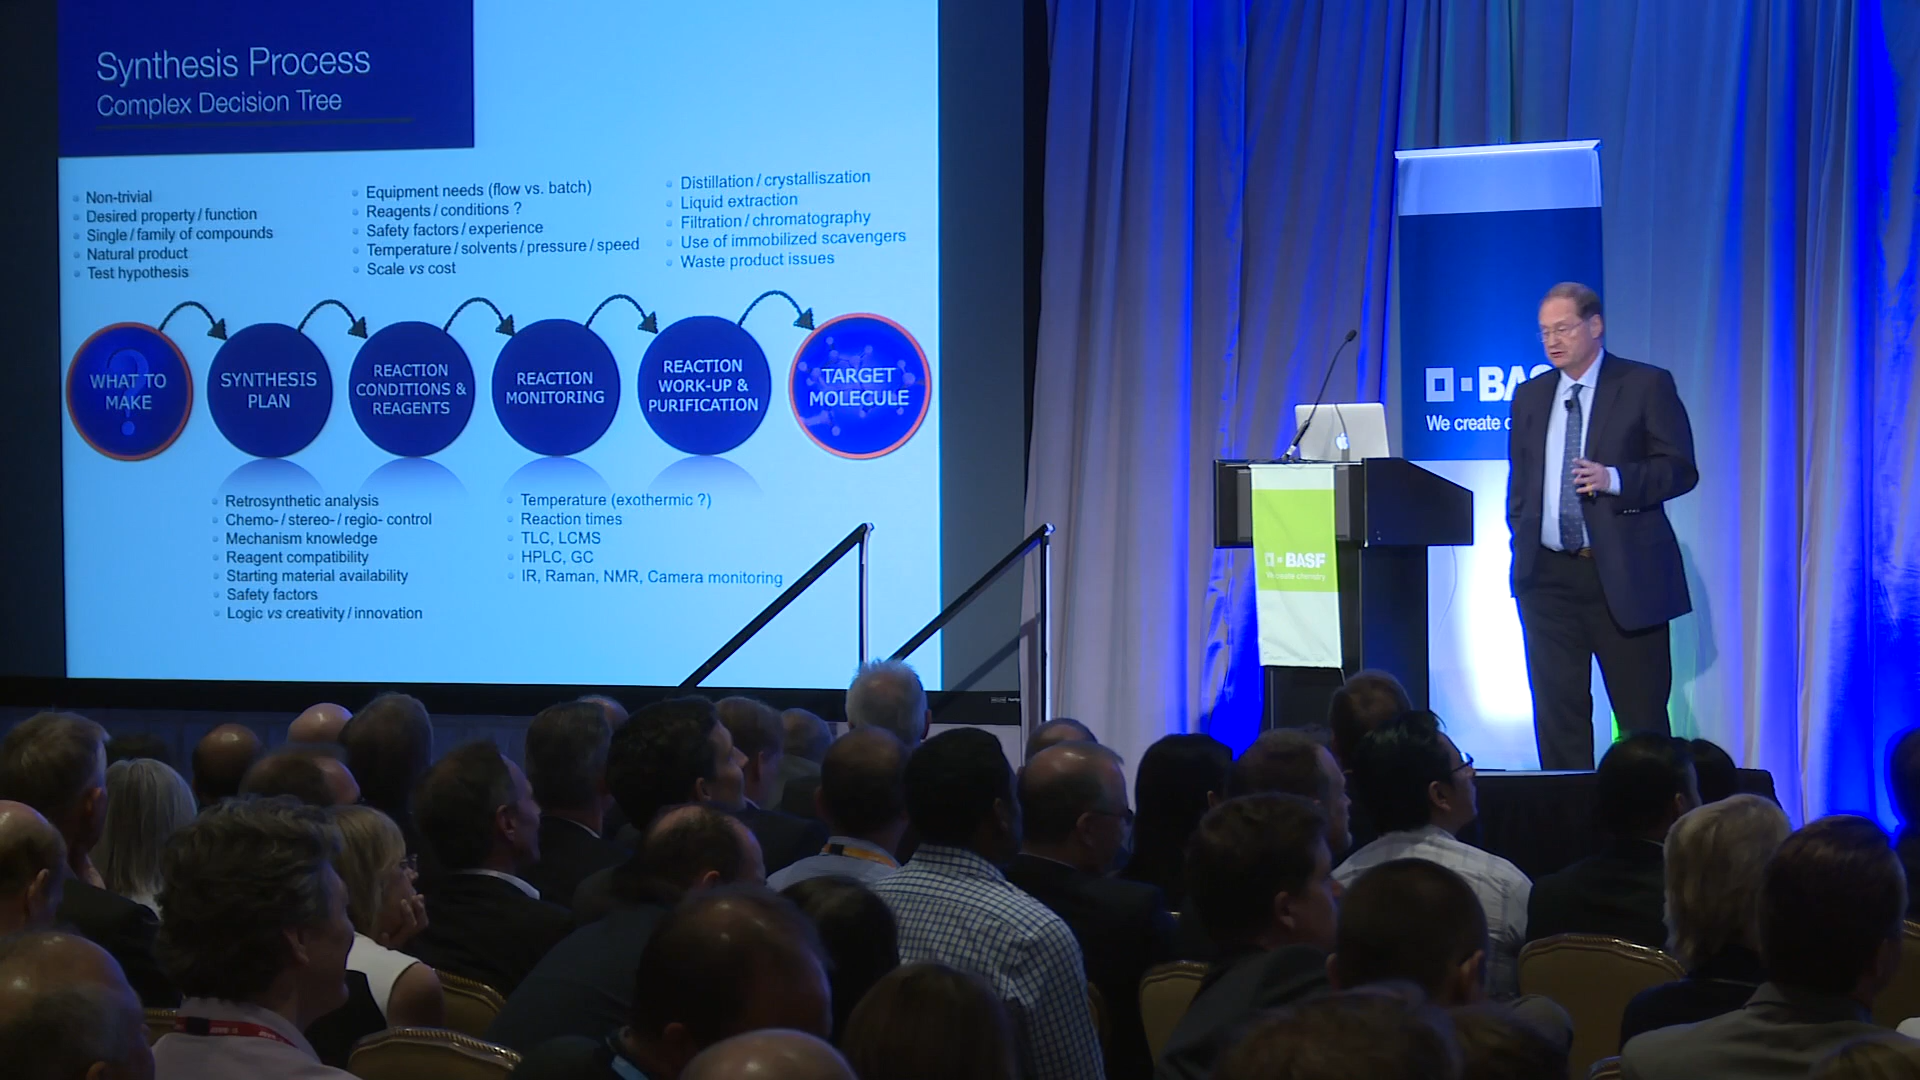 Synthesis Process
Complex Decision Tree
Non-trivial
Desired property / function
Single / family of compounds
Natural product
Test hypothesis
Equipment needs (flow vs. batch)
Reagents / conditions ?
Safety factors / experience
Temperature / solvents / pressure / speed
Scale vs cost
Distillation / crystalliszation
Liquid extraction
Filtration / chromatography
Use of immobilized scavengers
Waste product issues
WHAT TO
MAKE
SYNTHESIS
PLAN
REACTION
CONDITIONS &
REAGENTS
REACTION
MONITORING
REACTION
WORK-UP &
PURIFICATION
TARGET
MOLECULE
Retrosynthetic analysis
Chemo- / stereo- / regio- control
Mechanism knowledge
Reagent compatibility
Starting material availability
Safety factors
Logic vs creativity / innovation
Temperature (exothermic ?)
Reaction times
TLC, LCMS
HPLC, GC
IR, Raman, NMR, Camera monitoring
BAS
We create c
BASF
We create chemistry